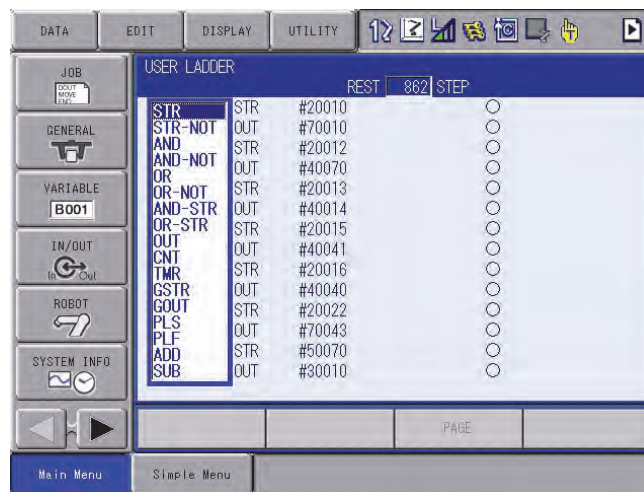 DATA EDIT DISPLAY UTILITY
JOB
DOUT
MOVE
END
GENERAL
VARIABLE
B001
IN/OUT
In Out
ROBOT
SYSTEM INFO
USER LADDER
REST 862 STEP
STR
STR-NOT
AND
AND-NOT
OR
OR-NOT
AND-STR
OR-STR
OUT
CNT
TMR
GSTR
GOUT
PLS
PLF
ADD
SUB
STR #20010
OUT #70010
STR #20012
OUT #40070
STR #20013
OUT #40014
STR #20015
OUT #40041
STR #20016
OUT #40040
STR #20022
OUT #70043
STR #50070
OUT #30010
PAGE
Main Menu Simple Menu